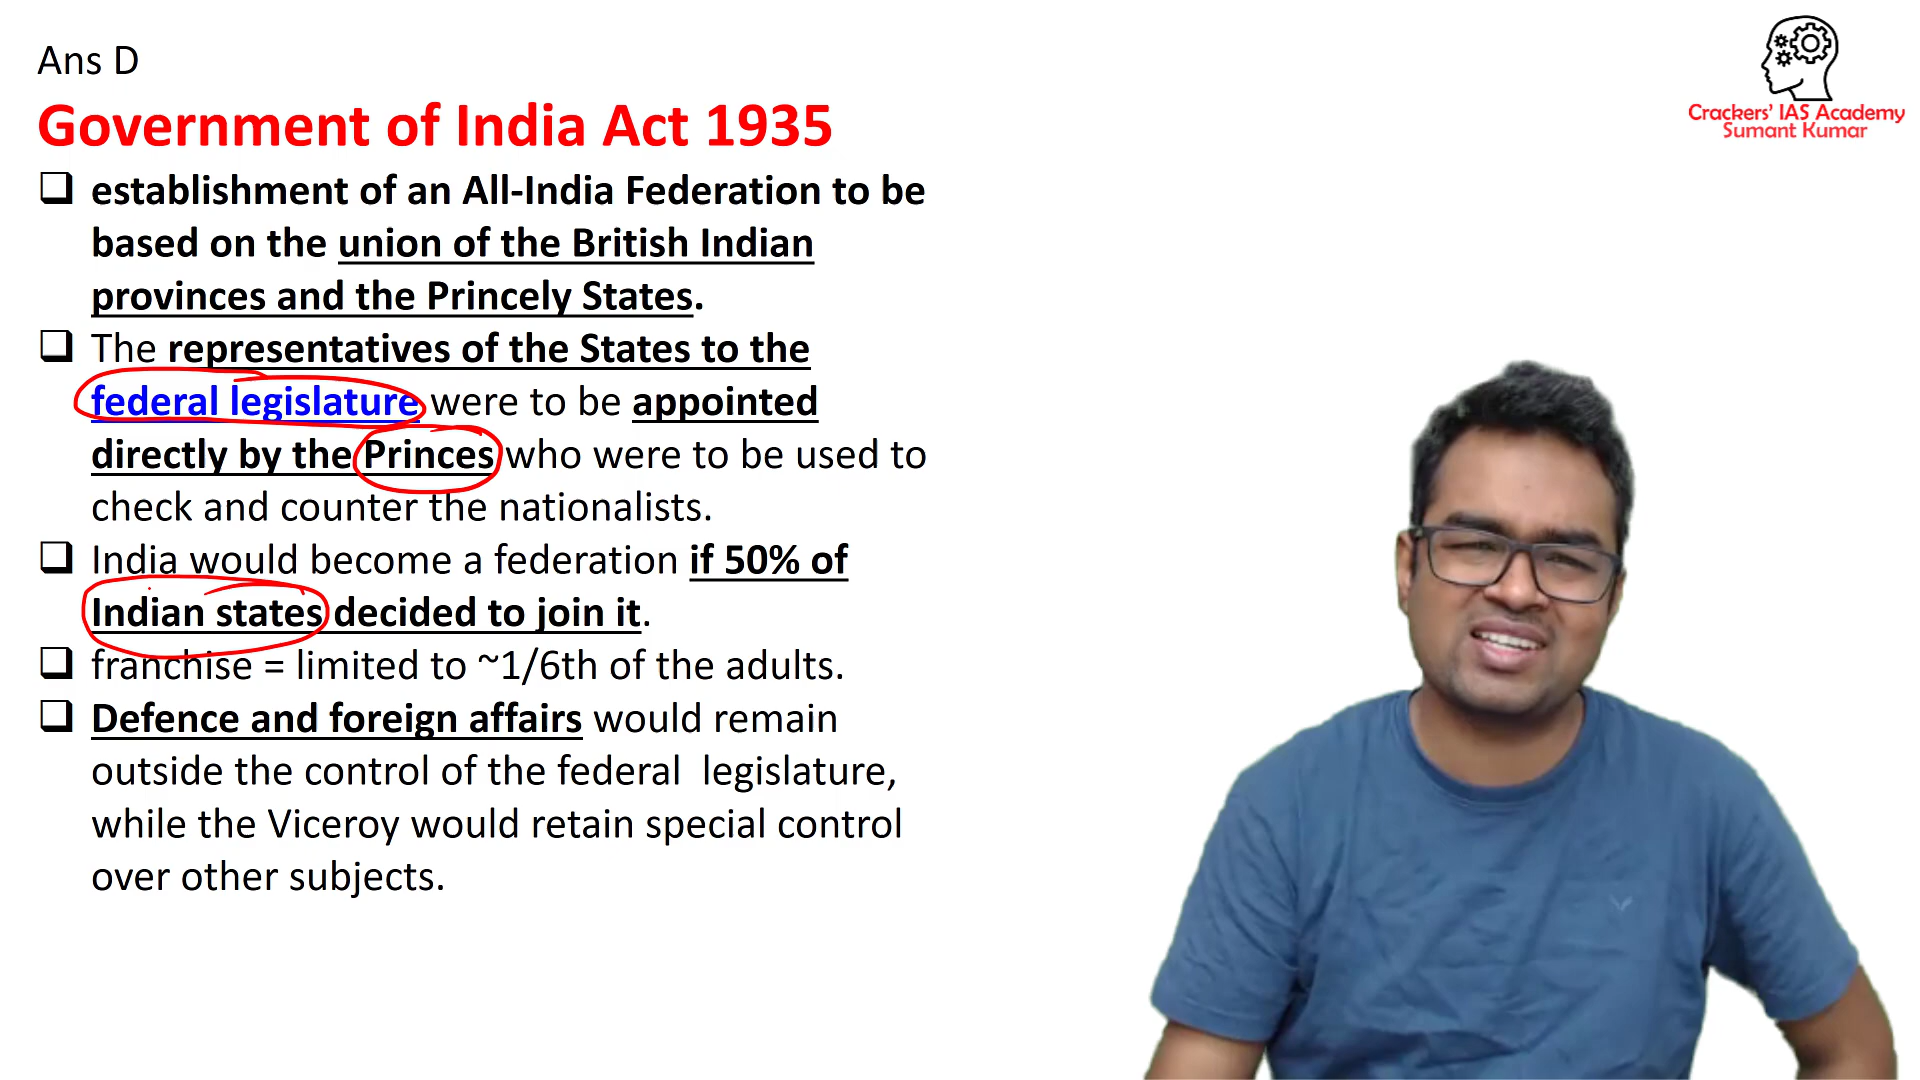 Ans D
Government of India Act 1935
establishment of an All-India Federation to be
based on the union of the British Indian
provinces and the Princely States.
The representatives of the States to the
federal legislature were to be appointed
directly by the Princes who were to be used to
check and counter the nationalists.
India would become a federation if 50% of
Indian states decided to join it.
franchise = limited to ~1/6th of the adults.
Defence and foreign affairs would remain
outside the control of the federal  legislature,
while the Viceroy would retain special control
over other subjects.
Crackers' IAS Academy
Sumant Kumar